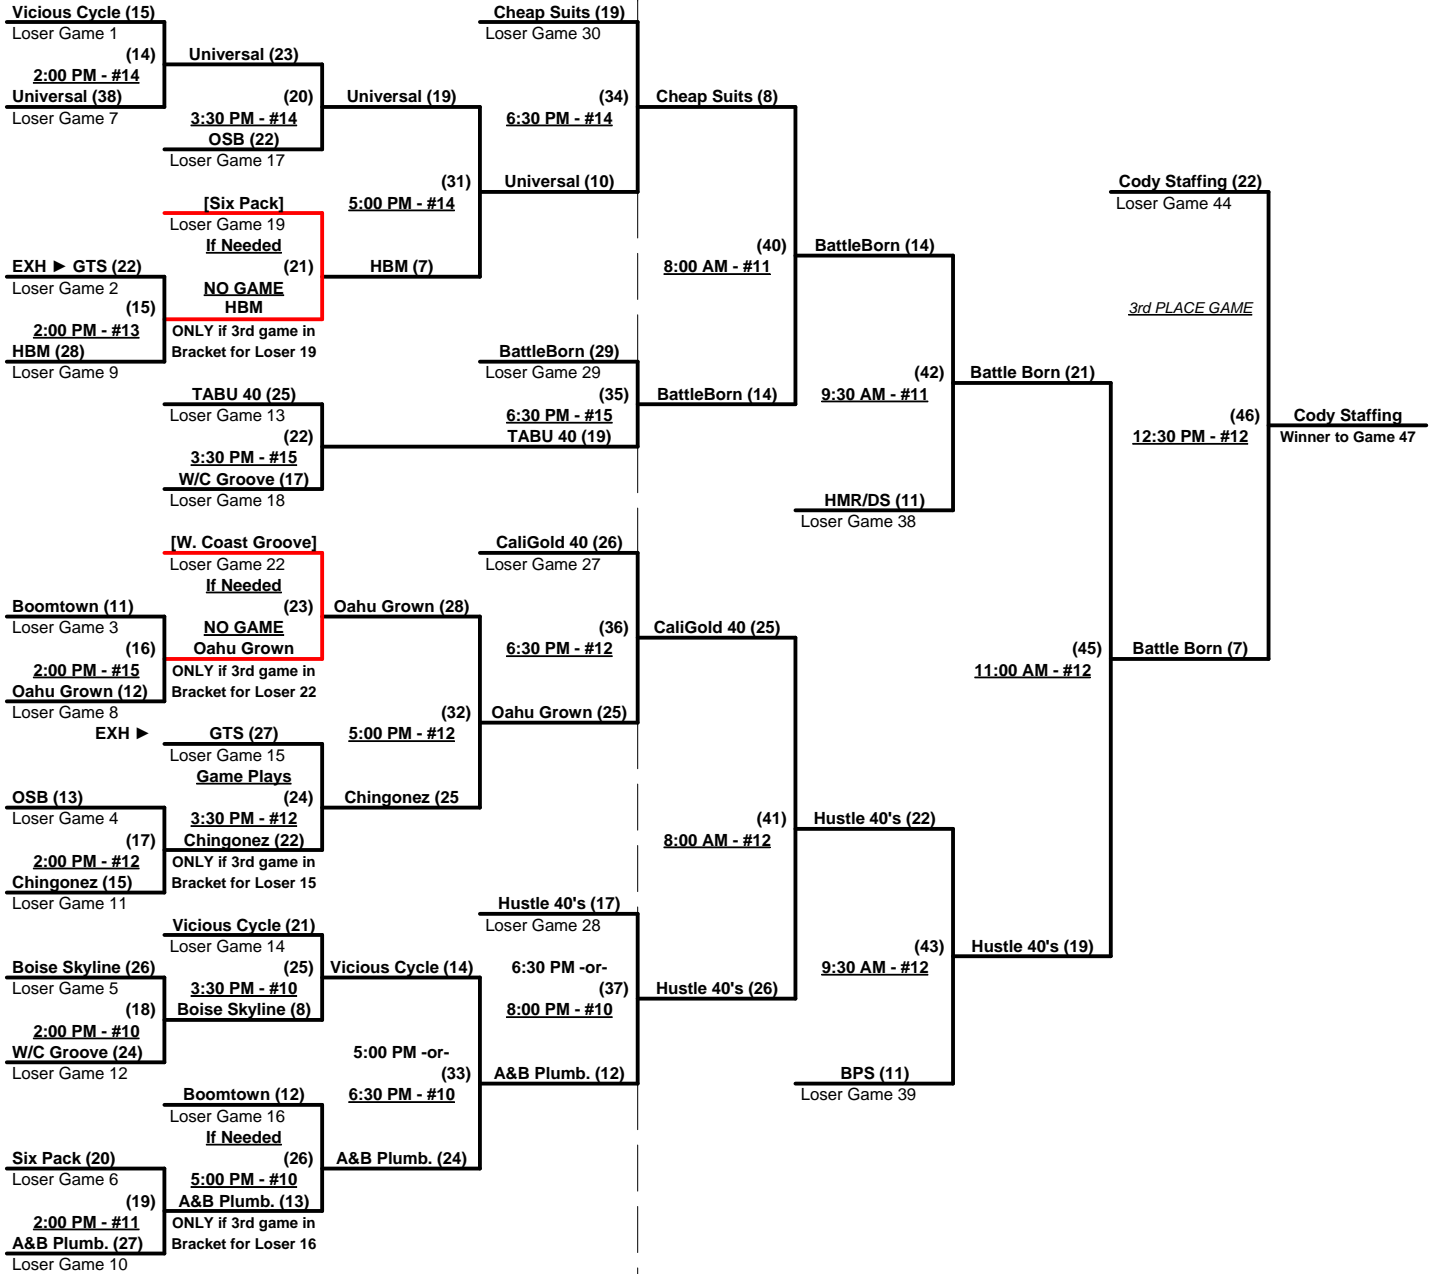 Vicious Cycle (15)
Loser Game 1
(14)
2:00 PM - #14
Universal (38)
Loser Game 7
Universal (23)
(20)
3:30 PM - #14
OSB (22)
Loser Game 17
Universal (19)
[Six Pack]
Loser Game 19
If Needed
(21)
NO GAME
HBM
ONLY if 3rd game in
Bracket for Loser 19
EXH ► GTS (22)
Loser Game 2
(15)
2:00 PM - #13
HBM (28)
Loser Game 9
(31)
5:00 PM - #14
HBM (7)
Cheap Suits (19)
Loser Game 30
(34)
6:30 PM - #14
Universal (10)
Cheap Suits (8)
TABU 40 (25)
Loser Game 13
(22)
3:30 PM - #15
W/C Groove (17)
Loser Game 18
BattleBorn (29)
Loser Game 29
(35)
6:30 PM - #15
TABU 40 (19)
BattleBorn (14)
(40)
8:00 AM - #11
BattleBorn (14)
(42)
9:30 AM - #11
HMR/DS (11)
Loser Game 38
Battle Born (21)
[W. Coast Groove]
Loser Game 22
If Needed
(23)
NO GAME
Oahu Grown
ONLY if 3rd game in
Bracket for Loser 22
Boomtown (11)
Loser Game 3
(16)
2:00 PM - #15
Oahu Grown (12)
Loser Game 8
Oahu Grown (28)
(32)
5:00 PM - #12
EXH ►
GTS (27)
Loser Game 15
Game Plays
(24)
3:30 PM - #12
Chingonez (22)
ONLY if 3rd game in
Bracket for Loser 15
OSB (13)
Loser Game 4
(17)
2:00 PM - #12
Chingonez (15)
Loser Game 11
Chingonez (25
CaliGold 40 (26)
Loser Game 27
(36)
6:30 PM - #12
Oahu Grown (25)
CaliGold 40 (25)
(41)
8:00 AM - #12
Vicious Cycle (21)
Loser Game 14
(25)
3:30 PM - #10
Boise Skyline (8)
Boise Skyline (26)
Loser Game 5
(18)
2:00 PM - #10
W/C Groove (24)
Loser Game 12
Vicious Cycle (14)
5:00 PM -or-
(33)
6:30 PM - #10
Boomtown (12)
Loser Game 16
If Needed
(26)
5:00 PM - #10
A&B Plumb. (13)
ONLY if 3rd game in
Bracket for Loser 16
Six Pack (20)
Loser Game 6
(19)
2:00 PM - #11
A&B Plumb. (27)
Loser Game 10
A&B Plumb. (24)
Hustle 40's (17)
Loser Game 28
6:30 PM -or-
(37)
8:00 PM - #10
A&B Plumb. (12)
Hustle 40's (26)
Hustle 40's (22)
(43)
9:30 AM - #12
BPS (11)
Loser Game 39
Hustle 40's (19)
(45)
11:00 AM - #12
Cody Staffing (22)
Loser Game 44
3rd PLACE GAME
(46)
12:30 PM - #12
Battle Born (7)
Cody Staffing
Winner to Game 47